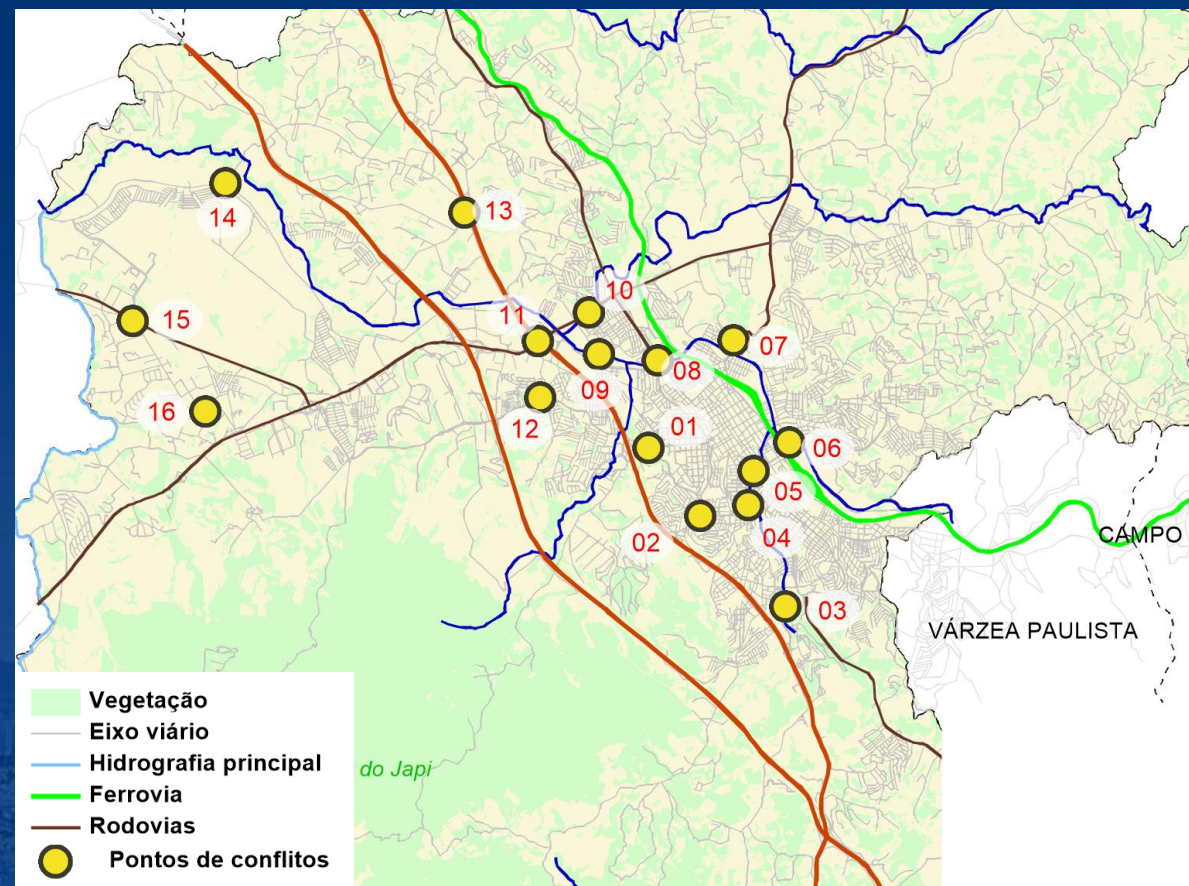 14
13
10
11
15
07
08
09
16
12
01
06
05
02
04
CAMPO
03
VÁRZEA PAULISTA
do Japi
Vegetação
Eixo viário
Hidrografia principal
Ferrovia
Rodovias
Pontos de conflitos